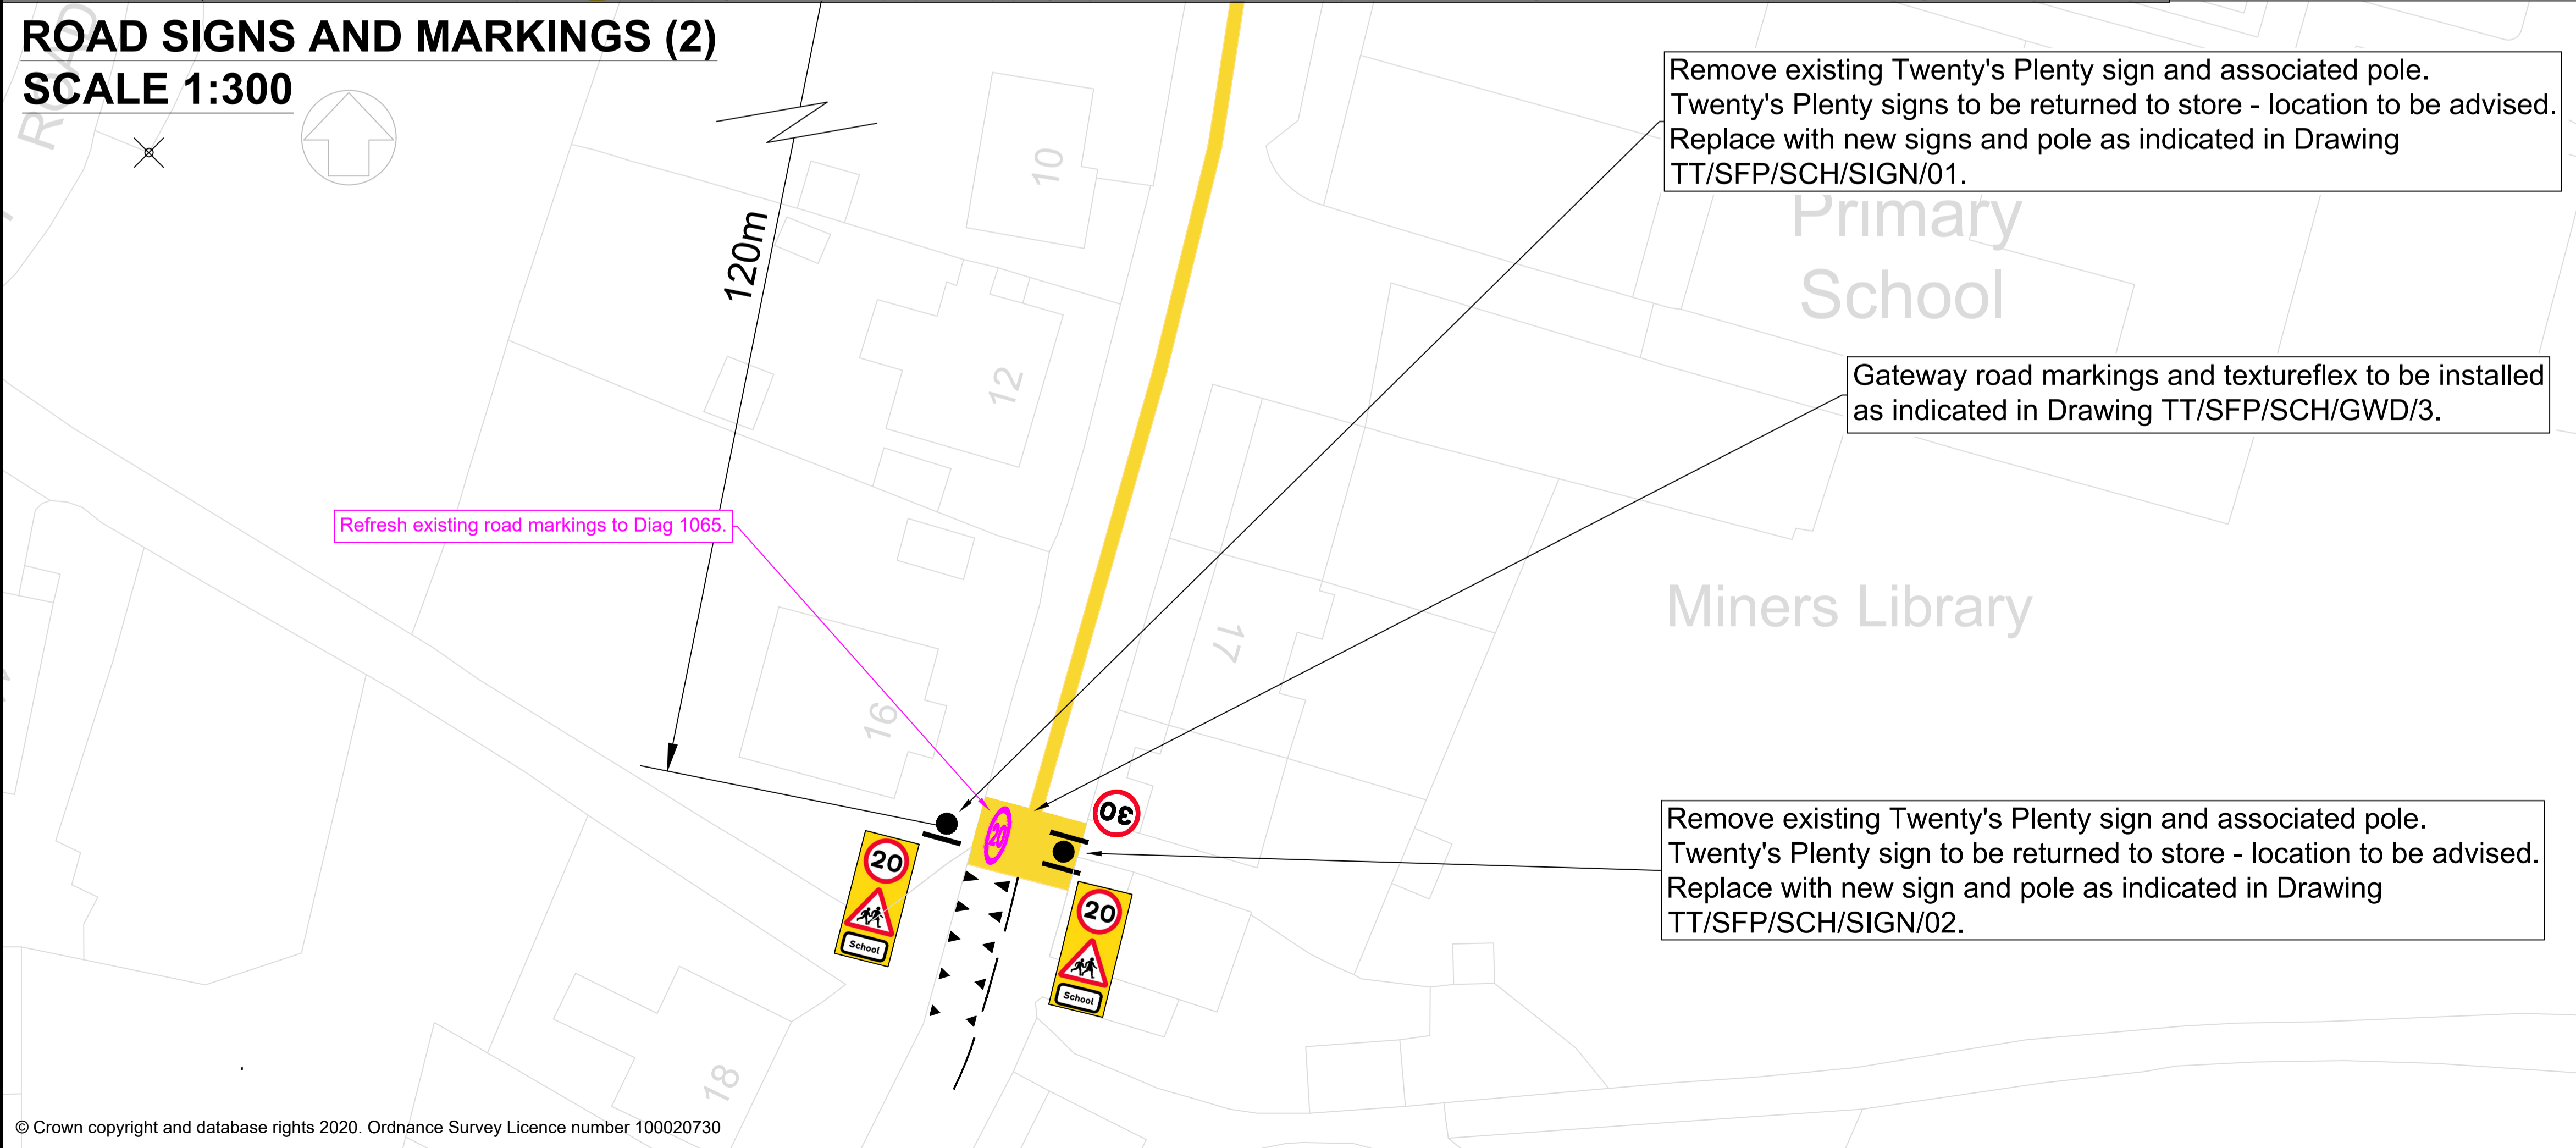 ROAD SIGNS AND MARKINGS (2)
SCALE 1:300
ROAD
120m
10
12
16
17
18
Primary
School
Miners Library
Remove existing Twenty's Plenty sign and associated pole.
Twenty's Plenty signs to be returned to store - location to be advised.
Replace with new signs and pole as indicated in Drawing
TT/SFP/SCH/SIGN/01.
Gateway road markings and textureflex to be installed
as indicated in Drawing TT/SFP/SCH/GWD/3.
Refresh existing road markings to Diag 1065.
20
30
20
School
20
School
Remove existing Twenty's Plenty sign and associated pole.
Twenty's Plenty sign to be returned to store - location to be advised.
Replace with new sign and pole as indicated in Drawing
TT/SFP/SCH/SIGN/02.
© Crown copyright and database rights 2020. Ordnance Survey Licence number 100020730